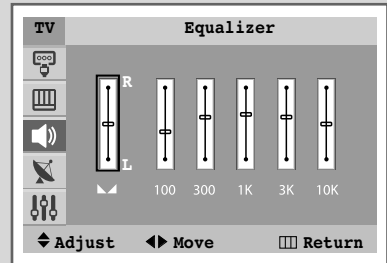 TV Equalizer
R
L
100 300 1K 3K 10K
Adjust Move Return